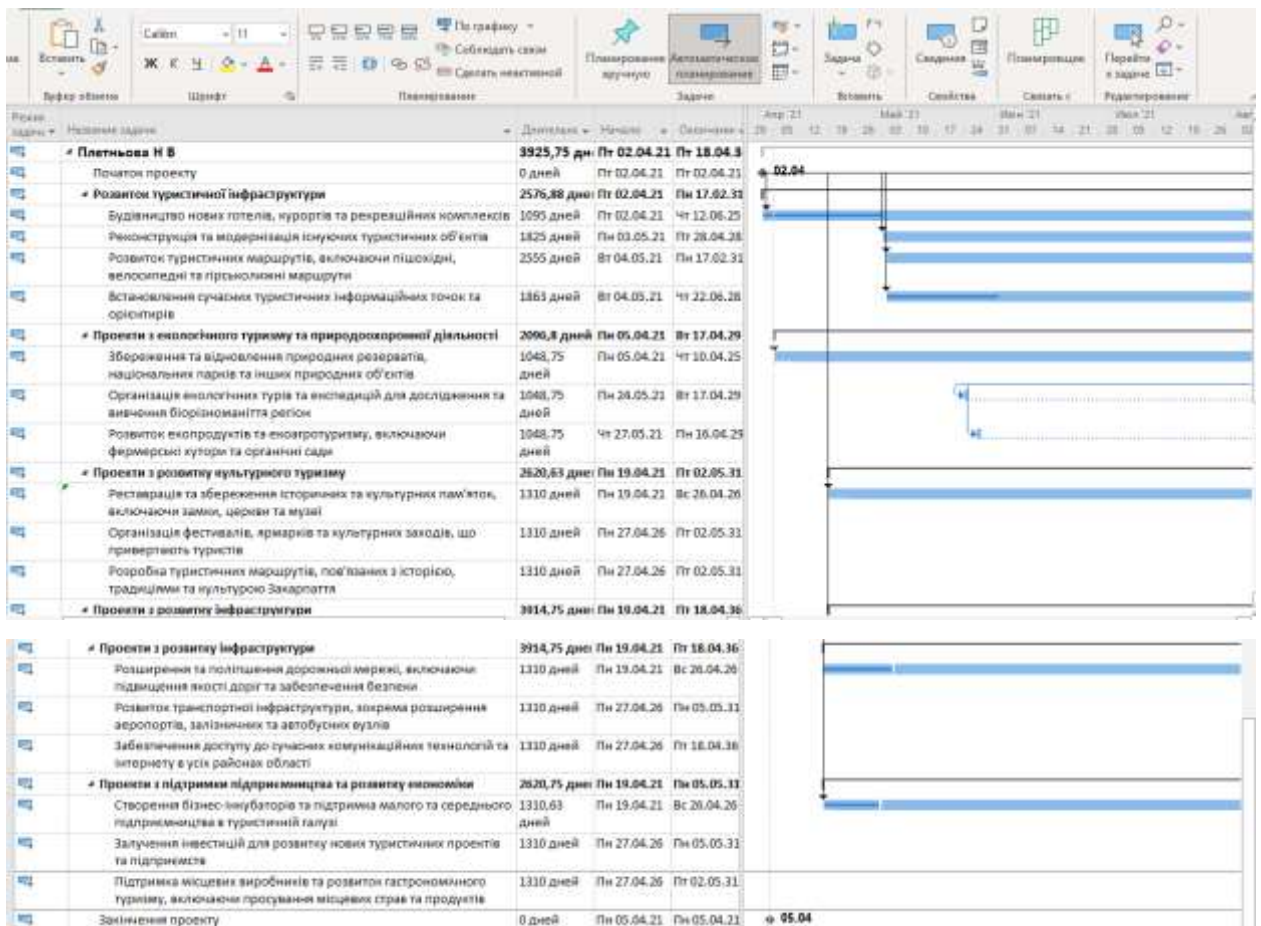 Calibri 11
По графику
Соблюдать связи
Сделать неактивной
Вставить
Ж К Ч
Планирование вручную
Автоматическое планирование
Задача
Сведения
Планировщик
Перейти к задаче
Буфер обмена Шрифт Планирование Задачи Вставить Свойства Связать с Редактирование
Режим задачи Название задачи Длительн Начало Окончание
Апр '21 Май '21 Июн '21 Июл '21
Плетньова Н В 3925,75 дн Пт 02.04.21 Пт 18.04.3
Початок проекту 0 дней Пт 02.04.21 Пт 02.04.21 02.04
Розвиток туристичної інфраструктури 2576,88 дне Пт 02.04.21 Пн 17.02.31
Будівництво нових готелів, курортів та рекреаційних комплексів 1095 дней Пт 02.04.21 Чт 12.06.25
Реконструкція та модернізація існуючих туристичних об'єктів 1825 дней Пн 03.05.21 Пт 28.04.28
Розвиток туристичних маршрутів, включаючи пішохідні, 2555 дней Вт 04.05.21 Пн 17.02.31
велосипедні та гірськолижні маршрути
Встановлення сучасних туристичних інформаційних точок та 1863 дней Вт 04.05.21 Чт 22.06.28
орієнтирів
Проекти з екологічного туризму та природоохоронної діяльності 2096,8 дней Пн 05.04.21 Вт 17.04.29
Збереження та відновлення природних резерватів, 1048,75 Пн 05.04.21 Чт 10.04.25
національних парків та інших природних об'єктів дней
Організація екологічних турів та експедицій для дослідження та 1048,75 Пн 24.05.21 Вт 17.04.29
вивчення біорізноманіття регіон дней
Розвиток екопродуктів та екоагротуризму, включаючи 1048,75 Чт 27.05.21 Пн 16.04.29
фермерські хутори та органічні сади дней
Проекти з розвитку культурного туризму 2620,63 дне Пн 19.04.21 Пт 02.05.31
Реставрація та збереження історичних та культурних пам'яток, 1310 дней Пн 19.04.21 Вс 26.04.26
включаючи замки, церкви та музеї
Організація фестивалів, ярмарків та культурних заходів, що 1310 дней Пн 27.04.26 Пт 02.05.31
привертають туристів
Розробка туристичних маршрутів, пов'язаних з історією, 1310 дней Пн 27.04.26 Пт 02.05.31
традиціями та культурою Закарпаття
Проекти з розвитку інфраструктури 3914,75 дне Пн 19.04.21 Пт 18.04.36
Проекти з розвитку інфраструктури 3914,75 дне Пн 19.04.21 Пт 18.04.36
Розширення та поліпшення дорожньої мережі, включаючи 1310 дней Пн 19.04.21 Вс 26.04.26
підвищення якості доріг та забезпечення безпеки
Розвиток транспортної інфраструктури, зокрема розширення 1310 дней Пн 27.04.26 Пн 05.05.31
аеропортів, залізничних та автобусних вузлів
Забезпечення доступу до сучасних комунікаційних технологій та 1310 дней Пн 27.04.26 Пт 18.04.36
інтернету в усіх районах області
Проекти з підтримки підприємництва та розвитку економіки 2620,75 дне Пн 19.04.21 Пн 05.05.31
Створення бізнес-інкубаторів та підтримка малого та середнього 1310,63 Пн 19.04.21 Вс 26.04.26
підприємництва в туристичній галузі дней
Залучення інвестицій для розвитку нових туристичних проектів 1310 дней Пн 27.04.26 Пн 05.05.31
та підприємств
Підтримка місцевих виробників та розвиток гастрономічного 1310 дней Пн 27.04.26 Пт 02.05.31
туризму, включаючи просування місцевих страв та продуктів
Закінчення проекту 0 дней Пн 05.04.21 Пн 05.04.21 05.04